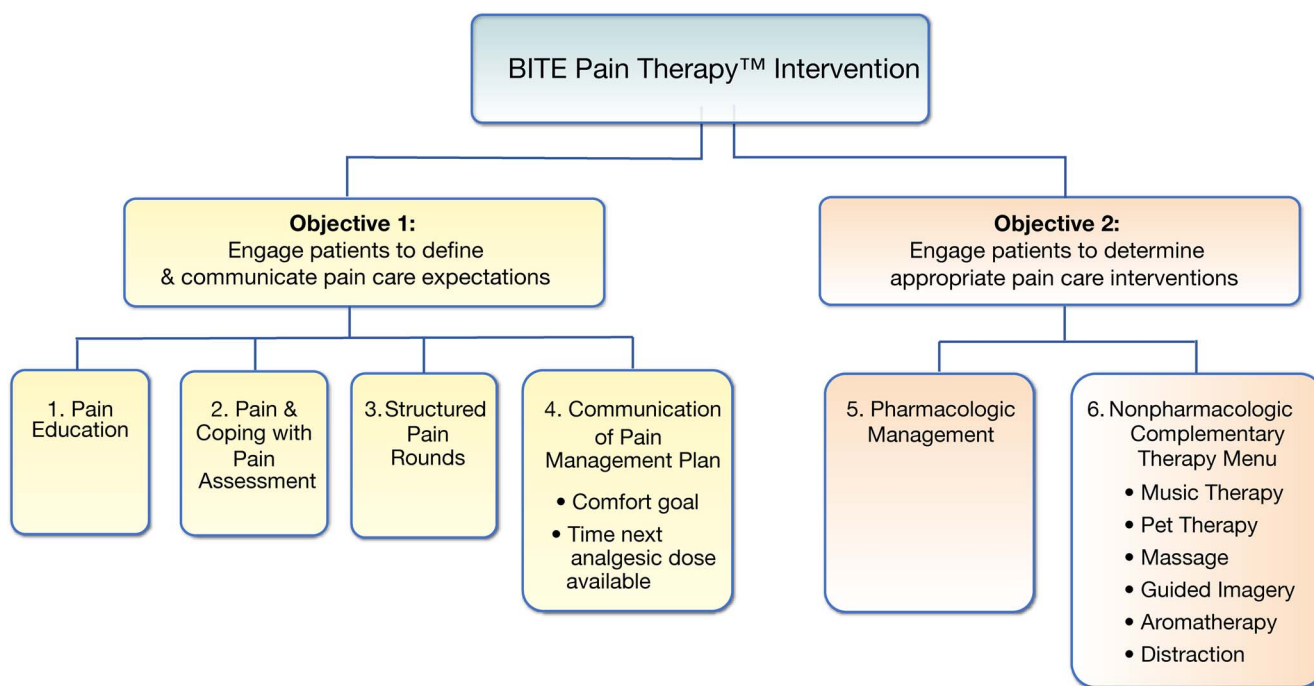 BITE Pain Therapy™ Intervention
Objective 1:
Engage patients to define
& communicate pain care expectations
Objective 2:
Engage patients to determine
appropriate pain care interventions
1. Pain
Education
2. Pain &
Coping with
Pain
Assessment
3. Structured
Pain
Rounds
4. Communication
of Pain
Management Plan
• Comfort goal
• Time next
analgesic dose
available
5. Pharmacologic
Management
6. Nonpharmacologic
Complementary
Therapy Menu
• Music Therapy
• Pet Therapy
• Massage
• Guided Imagery
• Aromatherapy
• Distraction